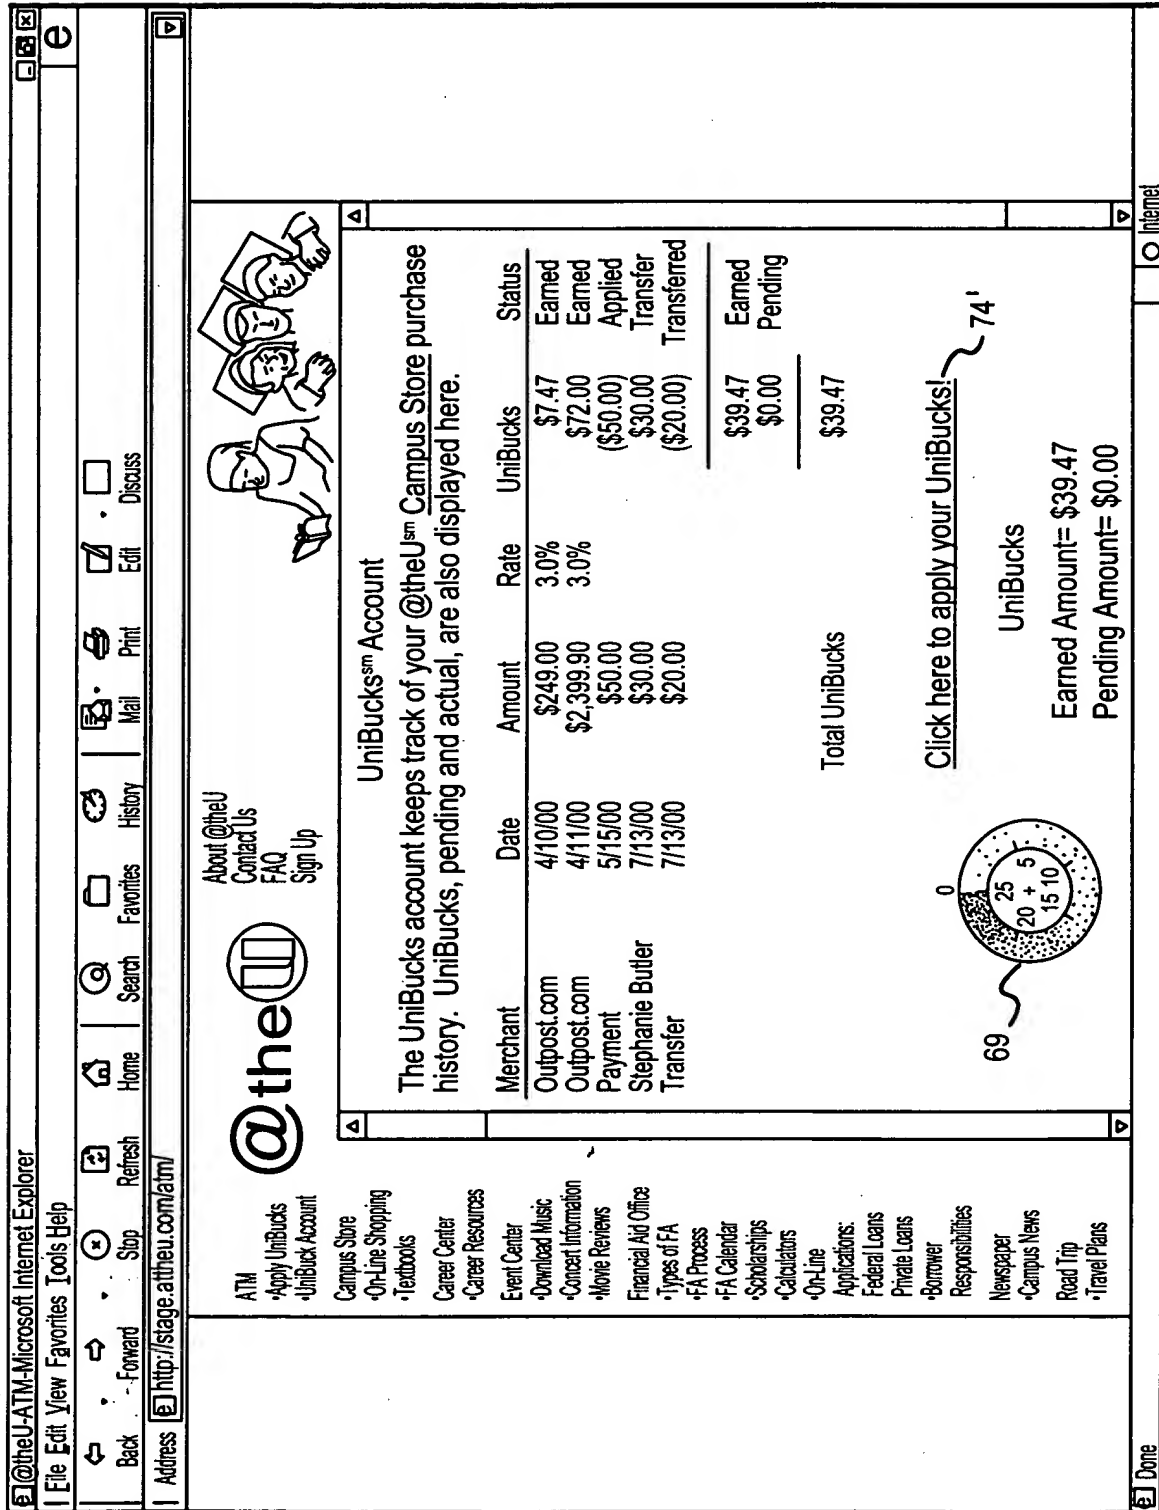 @theU-ATM-Microsoft Internet Explorer
File Edit View Favorites Tools Help
Back Forward Stop Refresh Home Search Favorites History Mail Print Edit Discuss
Address http://stage.attheu.com/atm/
@theU
About @theU
Contact Us
FAQ
Sign Up
ATM
•Apply UniBucks
•UniBuck Account
Campus Store
•On-Line Shopping
•Textbooks
Career Center
•Career Resources
Event Center
•Download Music
•Concert Information
•Movie Reviews
Financial Aid Office
•Types of FA
•FA Process
•FA Calendar
•Scholarships
•Calculators
•On-Line
Applications:
Federal Loans
Private Loans
•Borrower
Responsibilities
Newspaper
•Campus News
Road Trip
•Travel Plans
UniBucks℠ Account
The UniBucks account keeps track of your @theU℠ Campus Store purchase
history. UniBucks, pending and actual, are also displayed here.
Merchant Date Amount Rate UniBucks Status
Outpost.com 4/10/00 $249.00 3.0% $7.47 Earned
Outpost.com 4/11/00 $2,399.90 3.0% $72.00 Earned
Payment 5/15/00 $50.00 ($50.00) Applied
Stephanie Butler 7/13/00 $30.00 $30.00 Transfer
Transfer 7/13/00 $20.00 ($20.00) Transferred
$39.47 Earned
$0.00 Pending
Total UniBucks $39.47
Click here to apply your UniBucks! 74'
69
0
25
20 + 5
15 10
UniBucks
Earned Amount= $39.47
Pending Amount= $0.00
Done Internet